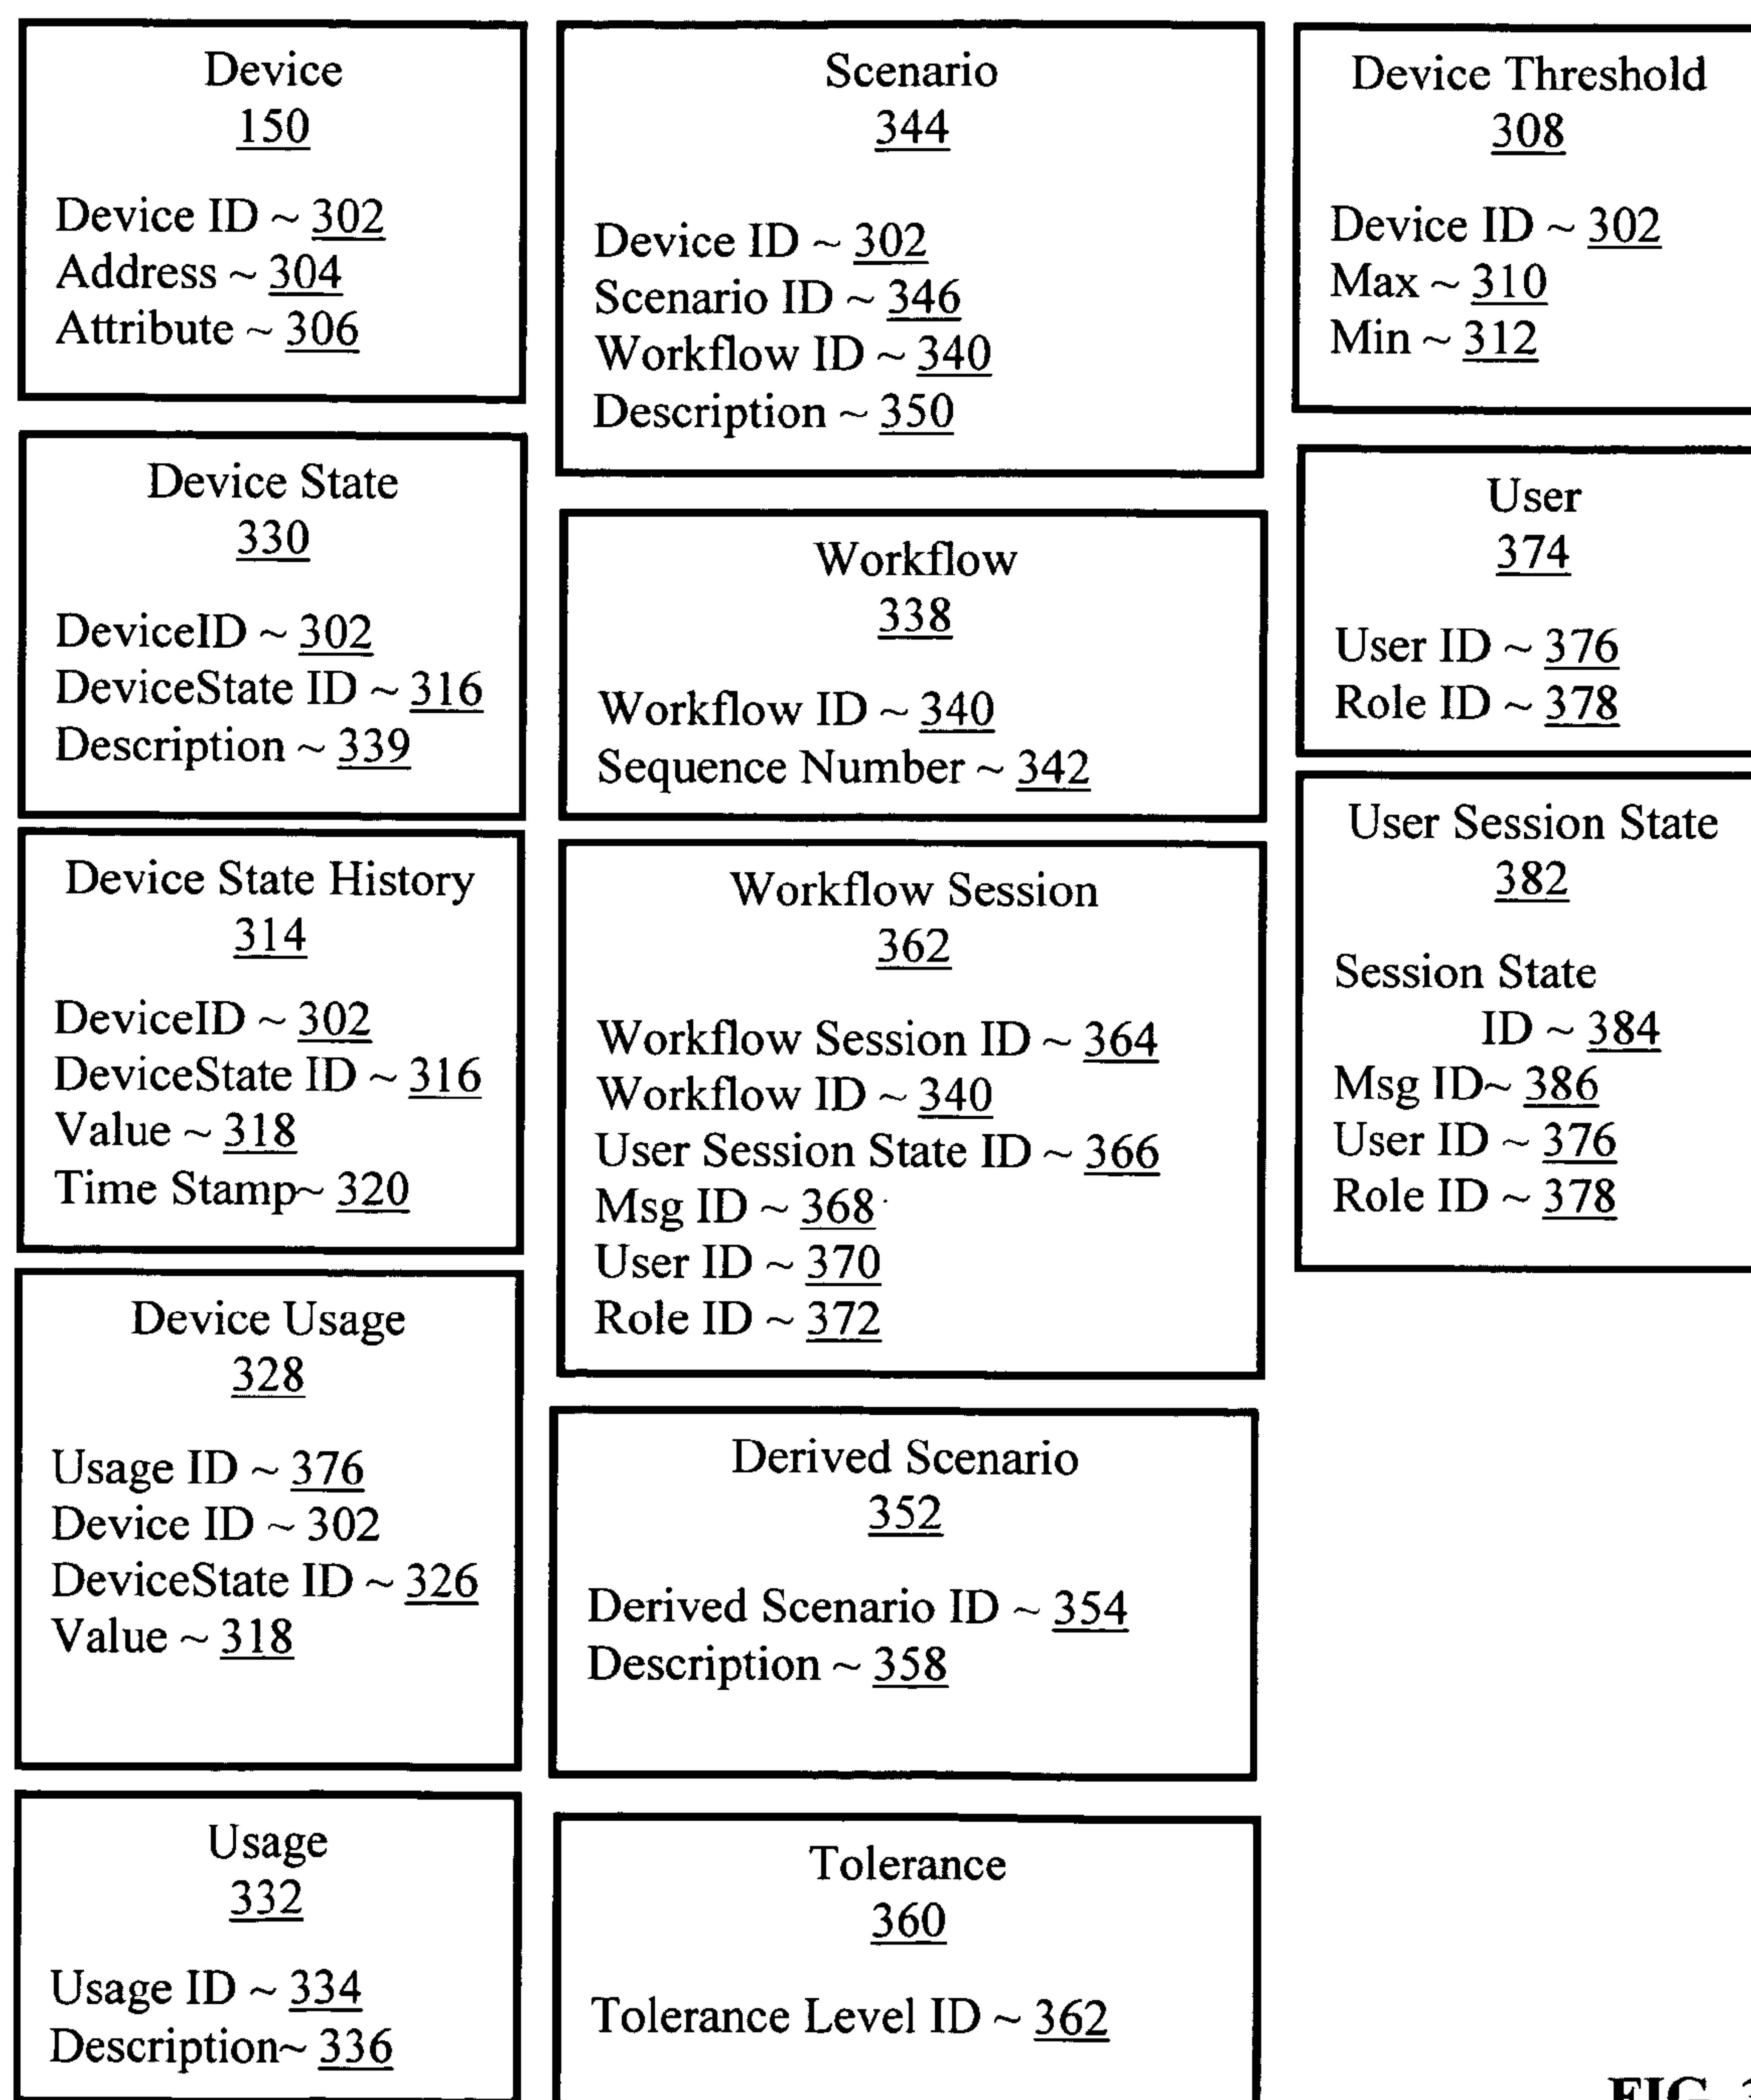 Device
150
Device ID ~ 302
Address ~ 304
Attribute ~ 306
Device State
330
DeviceID ~ 302
DeviceState ID ~ 316
Description ~ 339
Device State History
314
DeviceID ~ 302
DeviceState ID ~ 316
Value ~ 318
Time Stamp~ 320
Device Usage
328
Usage ID ~ 376
Device ID ~ 302
DeviceState ID ~ 326
Value ~ 318
Usage
332
Usage ID ~ 334
Description~ 336
Scenario
344
Device ID ~ 302
Scenario ID ~ 346
Workflow ID ~ 340
Description ~ 350
Workflow
338
Workflow ID ~ 340
Sequence Number ~ 342
Workflow Session
362
Workflow Session ID ~ 364
Workflow ID ~ 340
User Session State ID ~ 366
Msg ID ~ 368
User ID ~ 370
Role ID ~ 372
Derived Scenario
352
Derived Scenario ID ~ 354
Description ~ 358
Tolerance
360
Tolerance Level ID ~ 362
Device Threshold
308
Device ID ~ 302
Max ~ 310
Min ~ 312
User
374
User ID ~ 376
Role ID ~ 378
User Session State
382
Session State
ID ~ 384
Msg ID~ 386
User ID ~ 376
Role ID ~ 378
FIG.